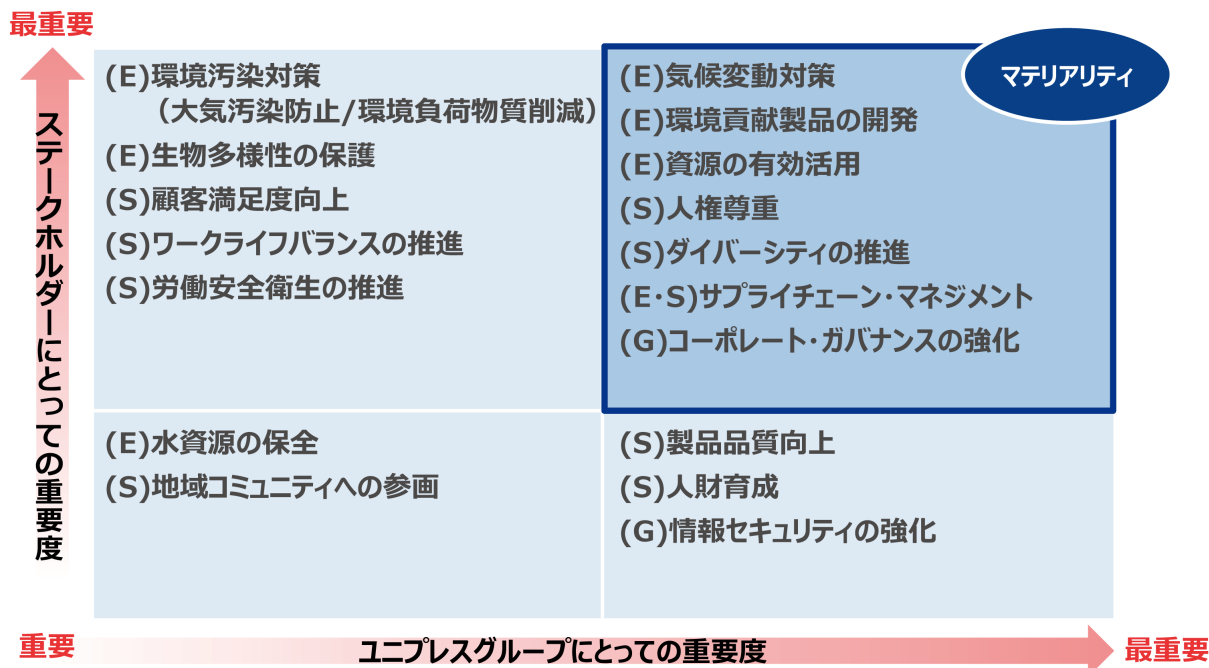 最重要
マテリアリティ
ステークホルダーにとっての重要度
(E)環境汚染対策
（大気汚染防止/環境負荷物質削減）
(E)生物多様性の保護
(S)顧客満足度向上
(S)ワークライフバランスの推進
(S)労働安全衛生の推進
(E)気候変動対策
(E)環境貢献製品の開発
(E)資源の有効活用
(S)人権尊重
(S)ダイバーシティの推進
(E・S)サプライチェーン・マネジメント
(G)コーポレート・ガバナンスの強化
(E)水資源の保全
(S)地域コミュニティへの参画
(S)製品品質向上
(S)人財育成
(G)情報セキュリティの強化
重要
ユニプレスグループにとっての重要度
最重要